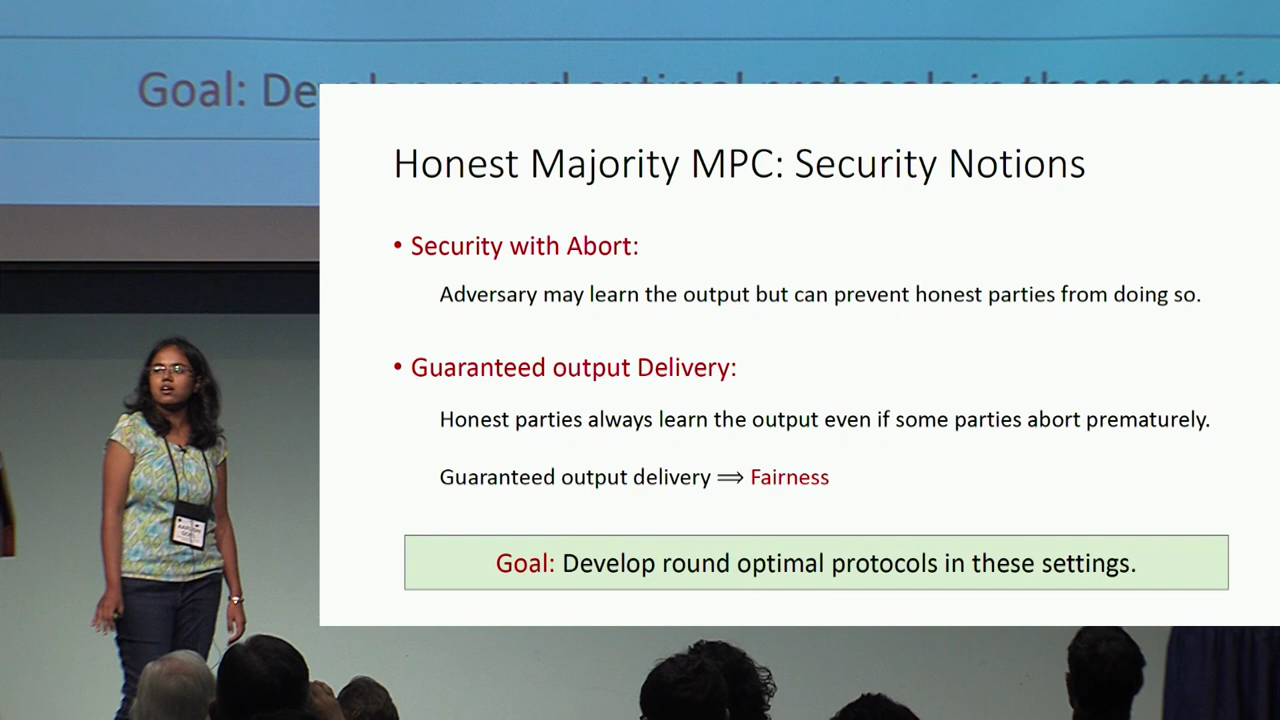 Goal: Develop round optimal protocols in these settin
Honest Majority MPC: Security Notions
• Security with Abort:
Adversary may learn the output but can prevent honest parties from doing so.
• Guaranteed output Delivery:
Honest parties always learn the output even if some parties abort prematurely.
Guaranteed output delivery ⟹ Fairness
Goal: Develop round optimal protocols in these settings.